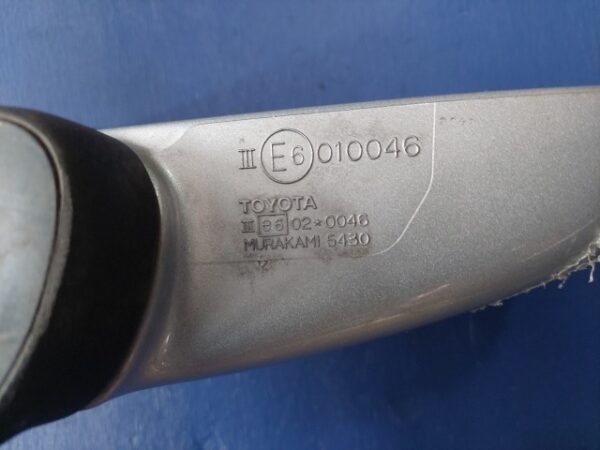 III E6 010046
TOYOTA
III e6 02*0046
MURAKAMI 5430